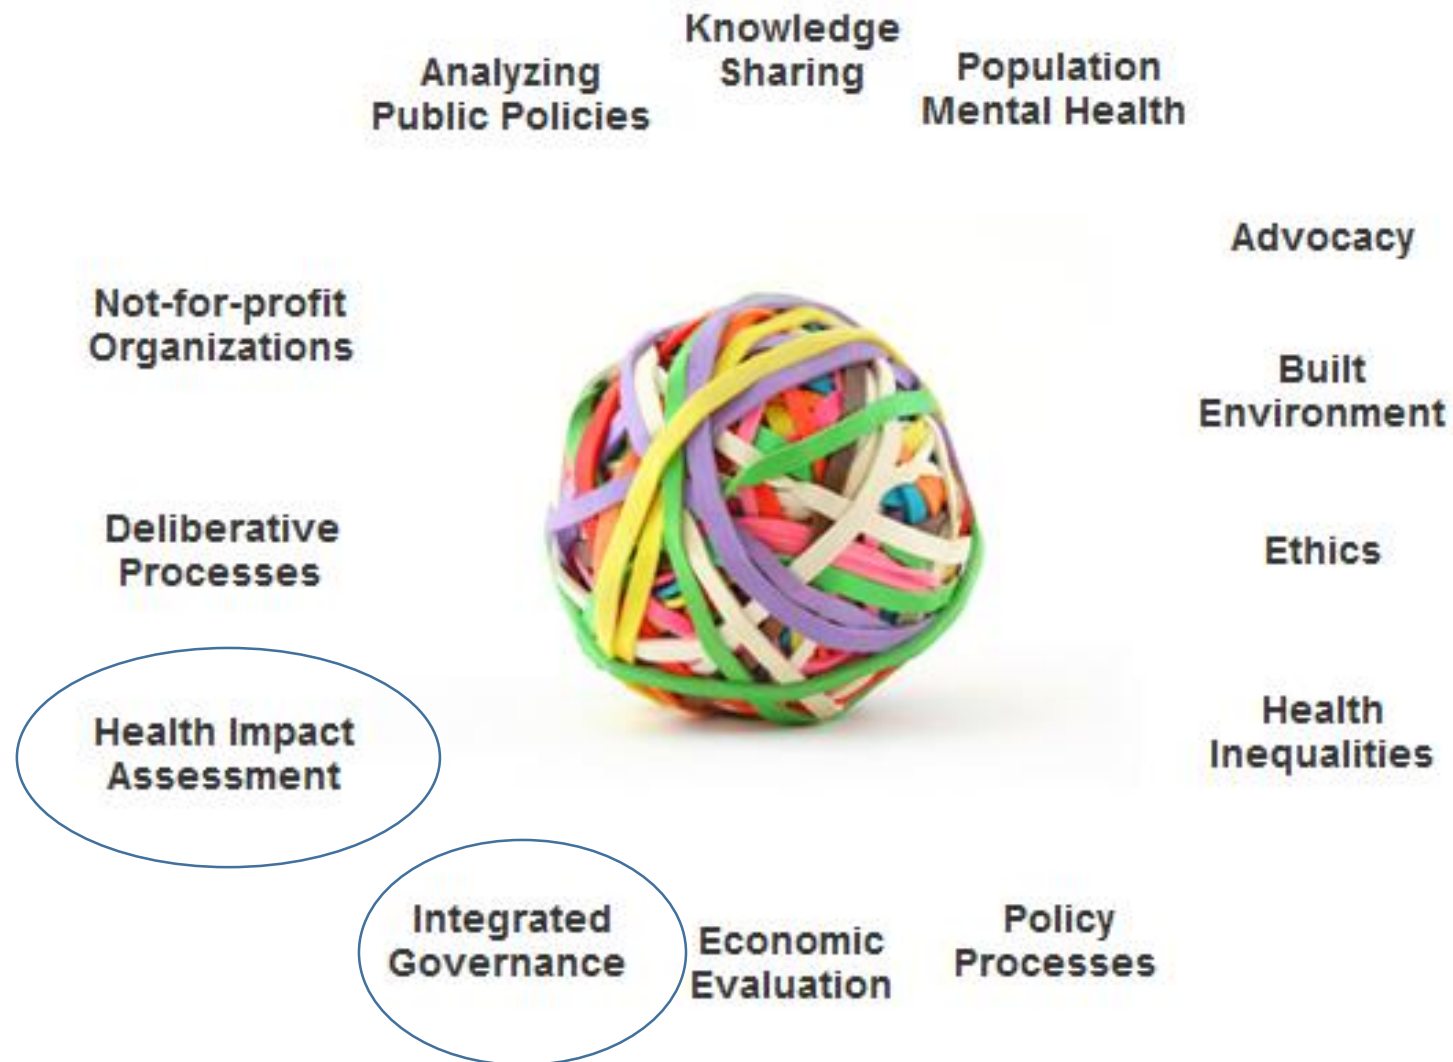 Knowledge
Sharing
Analyzing
Public Policies
Population
Mental Health
Advocacy
Not-for-profit
Organizations
Built
Environment
Deliberative
Processes
Ethics
Health Impact
Assessment
Health
Inequalities
Integrated
Governance
Economic
Evaluation
Policy
Processes